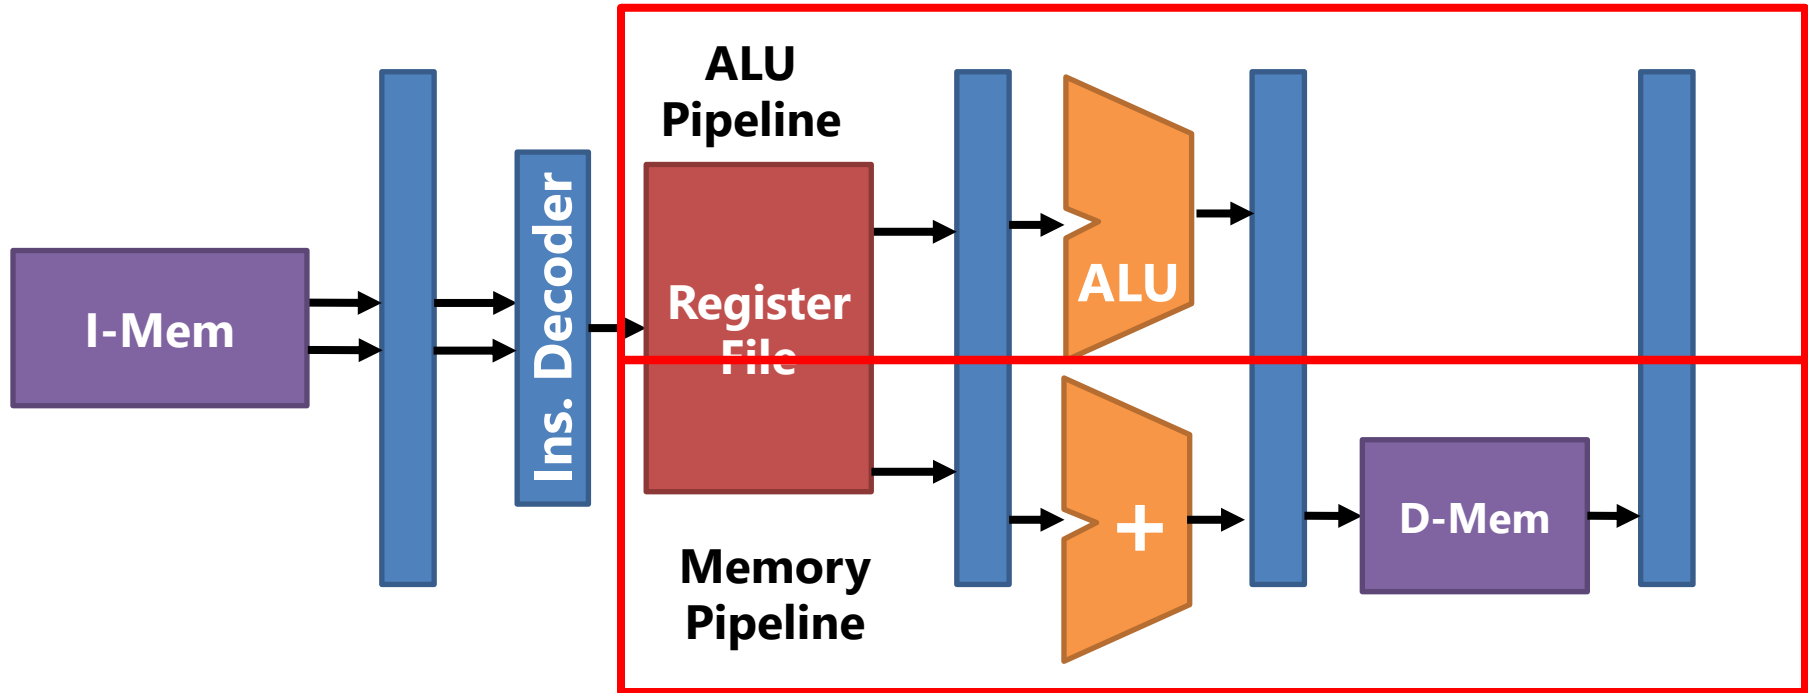 ALU
Pipeline
I-Mem
Ins. Decoder
Register
File
ALU
+
D-Mem
Memory
Pipeline